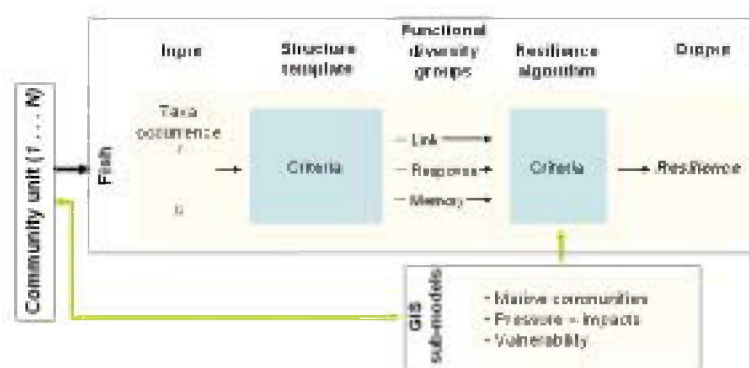 Input
Structure
template
Functional
diversity
groups
Resilience
algorithm
Output
Community unit (1 . . . N)
Fish
Taxa
occurrence
Criteria
Link
Response
Memory
Criteria
Resilience
GIS
sub-models
- Marine communities
- Pressure – impacts
- Vulnerability